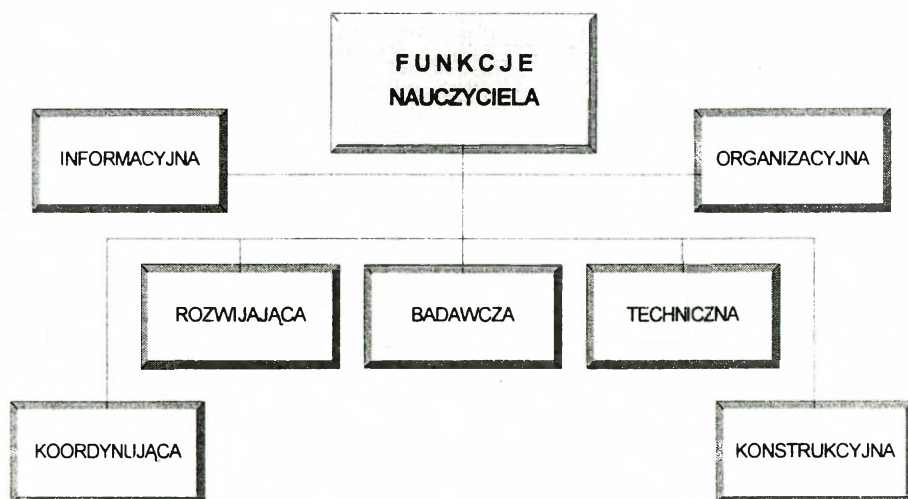 FUNKCJE
NAUCZYCIELA
INFORMACYJNA
ORGANIZACYJNA
ROZWIJAJĄCA
BADAWCZA
TECHNICZNA
KOORDYNUJĄCA
KONSTRUKCYJNA